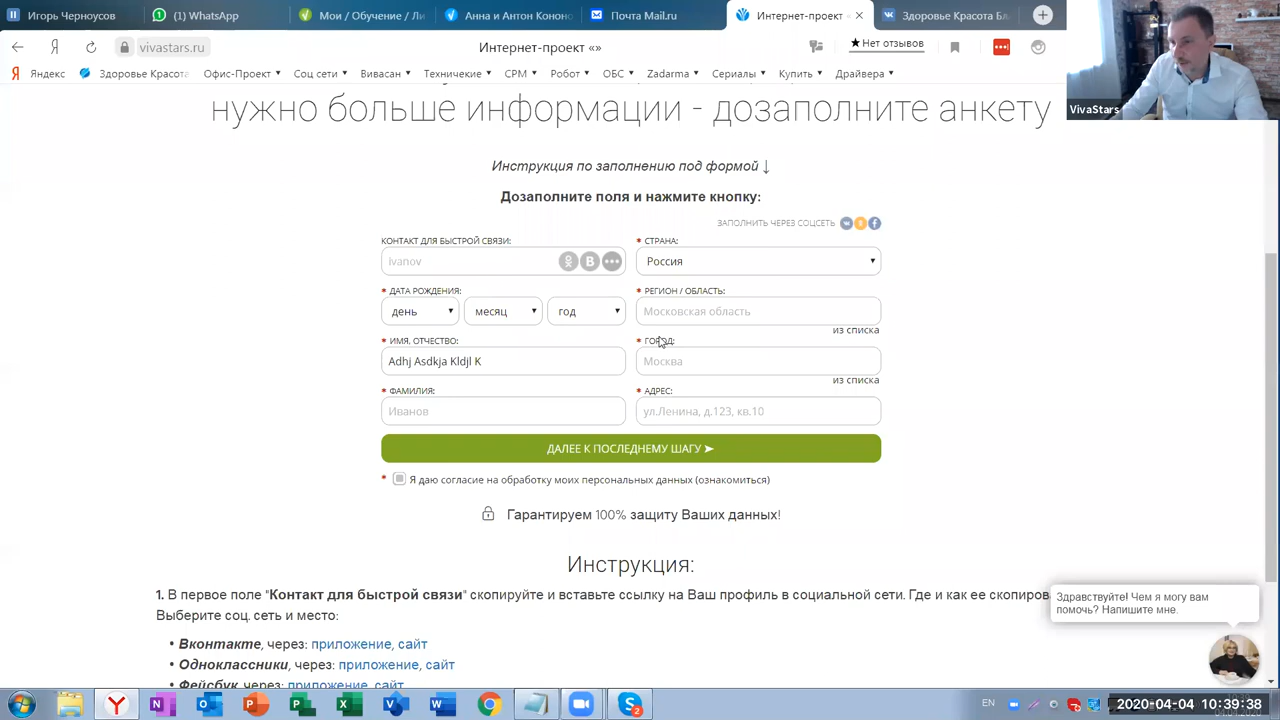 Игорь Черноусов
(1) WhatsApp
Мои / Обучение / Ли
Анна и Антон Кононо
Почта Mail.ru
Интернет-проект «
Здоровье Красота Бл
vivastars.ru
Интернет-проект «»
Нет отзывов
Яндекс
Здоровье Красота
Офис-Проект
Соц сети
Вивасан
Технические
СРМ
Робот
ОБС
Zadarma
Сериалы
Купить
Драйвера
VivaStars
нужно больше информации - дозаполните анкету
Инструкция по заполнению под формой ↓
Дозаполните поля и нажмите кнопку:
ЗАПОЛНИТЬ ЧЕРЕЗ СОЦСЕТЬ
КОНТАКТ ДЛЯ БЫСТРОЙ СВЯЗИ:
* СТРАНА:
ivanov
Россия
* ДАТА РОЖДЕНИЯ:
* РЕГИОН / ОБЛАСТЬ:
день
месяц
год
Московская область
из списка
* ИМЯ, ОТЧЕСТВО:
* ГОРОД:
Adhj Asdkja Kldjl K
Москва
из списка
* ФАМИЛИЯ:
* АДРЕС:
Иванов
ул.Ленина, д.123, кв.10
ДАЛЕЕ К ПОСЛЕДНЕМУ ШАГУ ➤
* Я даю согласие на обработку моих персональных данных (ознакомиться)
Гарантируем 100% защиту Ваших данных!
Инструкция:
1. В первое поле "Контакт для быстрой связи" скопируйте и вставьте ссылку на Ваш профиль в социальной сети. Где и как ее скопиров
Выберите соц. сеть и место:
• Вконтакте, через: приложение, сайт
• Одноклассники, через: приложение, сайт
• Фейсбук, через: приложение, сайт
Здравствуйте! Чем я могу вам
помочь? Напишите мне.
EN
2020-04-04 10:39:38